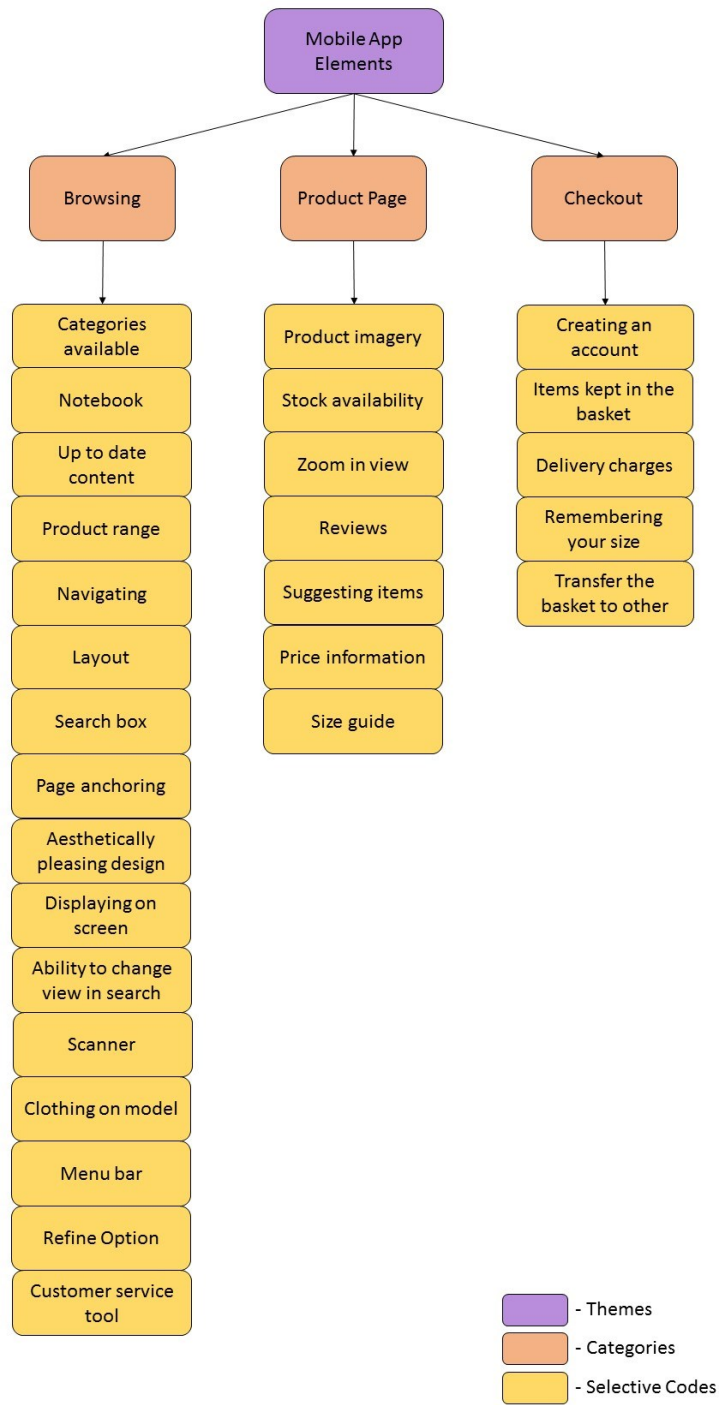 Mobile App
Elements
Browsing
Product Page
Checkout
Categories
available
Notebook
Up to date
content
Product range
Navigating
Layout
Search box
Page anchoring
Aesthetically
pleasing design
Displaying on
screen
Ability to change
view in search
Scanner
Clothing on model
Menu bar
Refine Option
Customer service
tool
Product imagery
Stock availability
Zoom in view
Reviews
Suggesting items
Price information
Size guide
Creating an
account
Items kept in the
basket
Delivery charges
Remembering
your size
Transfer the
basket to other
- Themes
- Categories
- Selective Codes